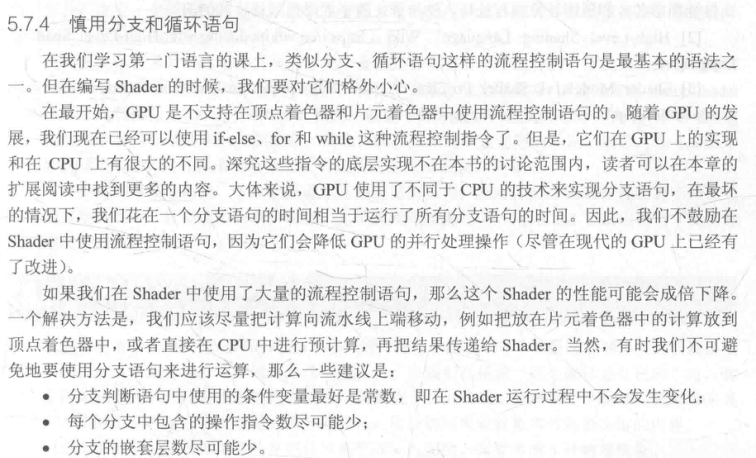 5.7.4 慎用分支和循环语句
在我们学习第一门语言的课上，类似分支、循环语句这样的流程控制语句是最基本的语法之
一。但在编写 Shader 的时候，我们要对它们格外小心。
在最开始，GPU 是不支持在顶点着色器和片元着色器中使用流程控制语句的。随着 GPU 的发
展，我们现在已经可以使用 if-else、for 和 while 这种流程控制指令了。但是，它们在 GPU 上的实现
和在 CPU 上有很大的不同。深究这些指令的底层实现不在本书的讨论范围内，读者可以在本章的
扩展阅读中找到更多的内容。大体来说，GPU 使用了不同于 CPU 的技术来实现分支语句，在最坏
的情况下，我们花在一个分支语句的时间相当于运行了所有分支语句的时间。因此，我们不鼓励在
Shader 中使用流程控制语句，因为它们会降低 GPU 的并行处理操作（尽管在现代的 GPU 上已经有
了改进）。
如果我们在 Shader 中使用了大量的流程控制语句，那么这个 Shader 的性能可能会成倍下降。
一个解决方法是，我们应该尽量把计算向流水线上端移动，例如把放在片元着色器中的计算放到
顶点着色器中，或者直接在 CPU 中进行预计算，再把结果传递给 Shader。当然，有时我们不可避
免地要使用分支语句来进行运算，那么一些建议是：
● 分支判断语句中使用的条件变量最好是常数，即在 Shader 运行过程中不会发生变化；
● 每个分支中包含的操作指令数尽可能少；
● 分支的嵌套层数尽可能少。